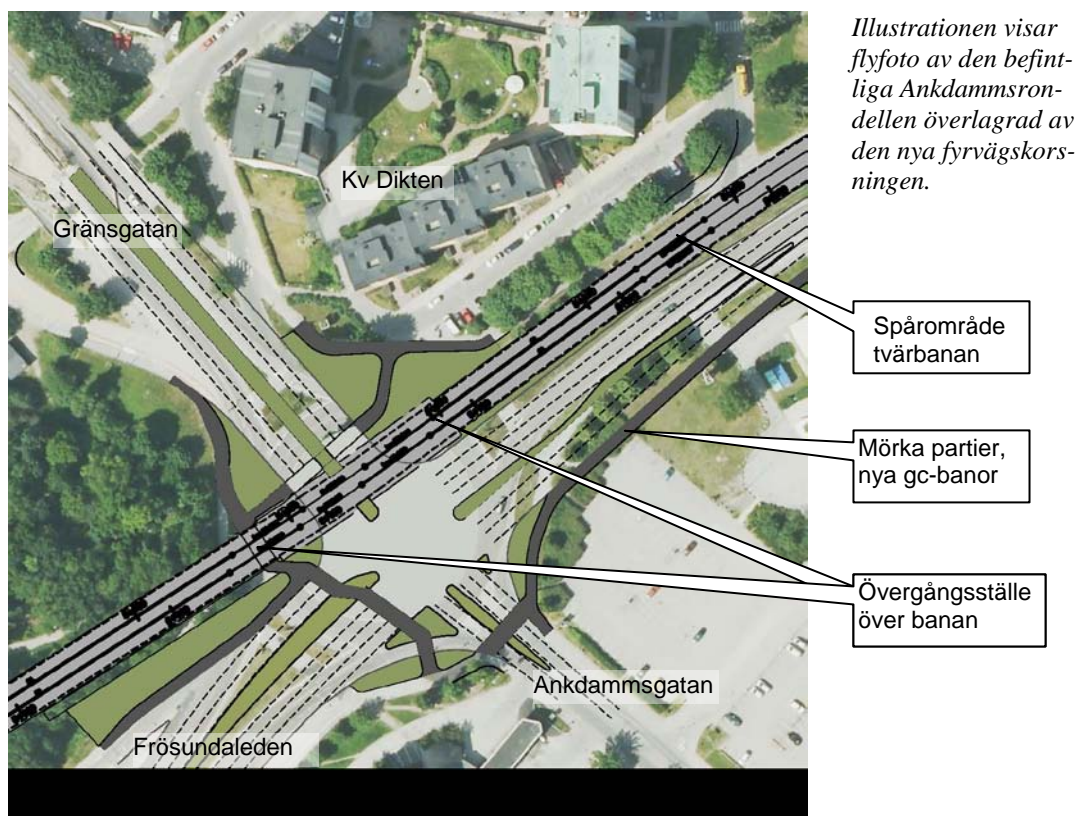 Illustrationen visar
flyfoto av den befint-
liga Ankdammsron-
dellen överlagrad av
den nya fyrvägskors-
ningen.
Kv Dikten
Gränsgatan
Spårområde
tvärbanan
Mörka partier,
nya gc-banor
Övergångsställe
över banan
Ankdammsgatan
Frösundaleden